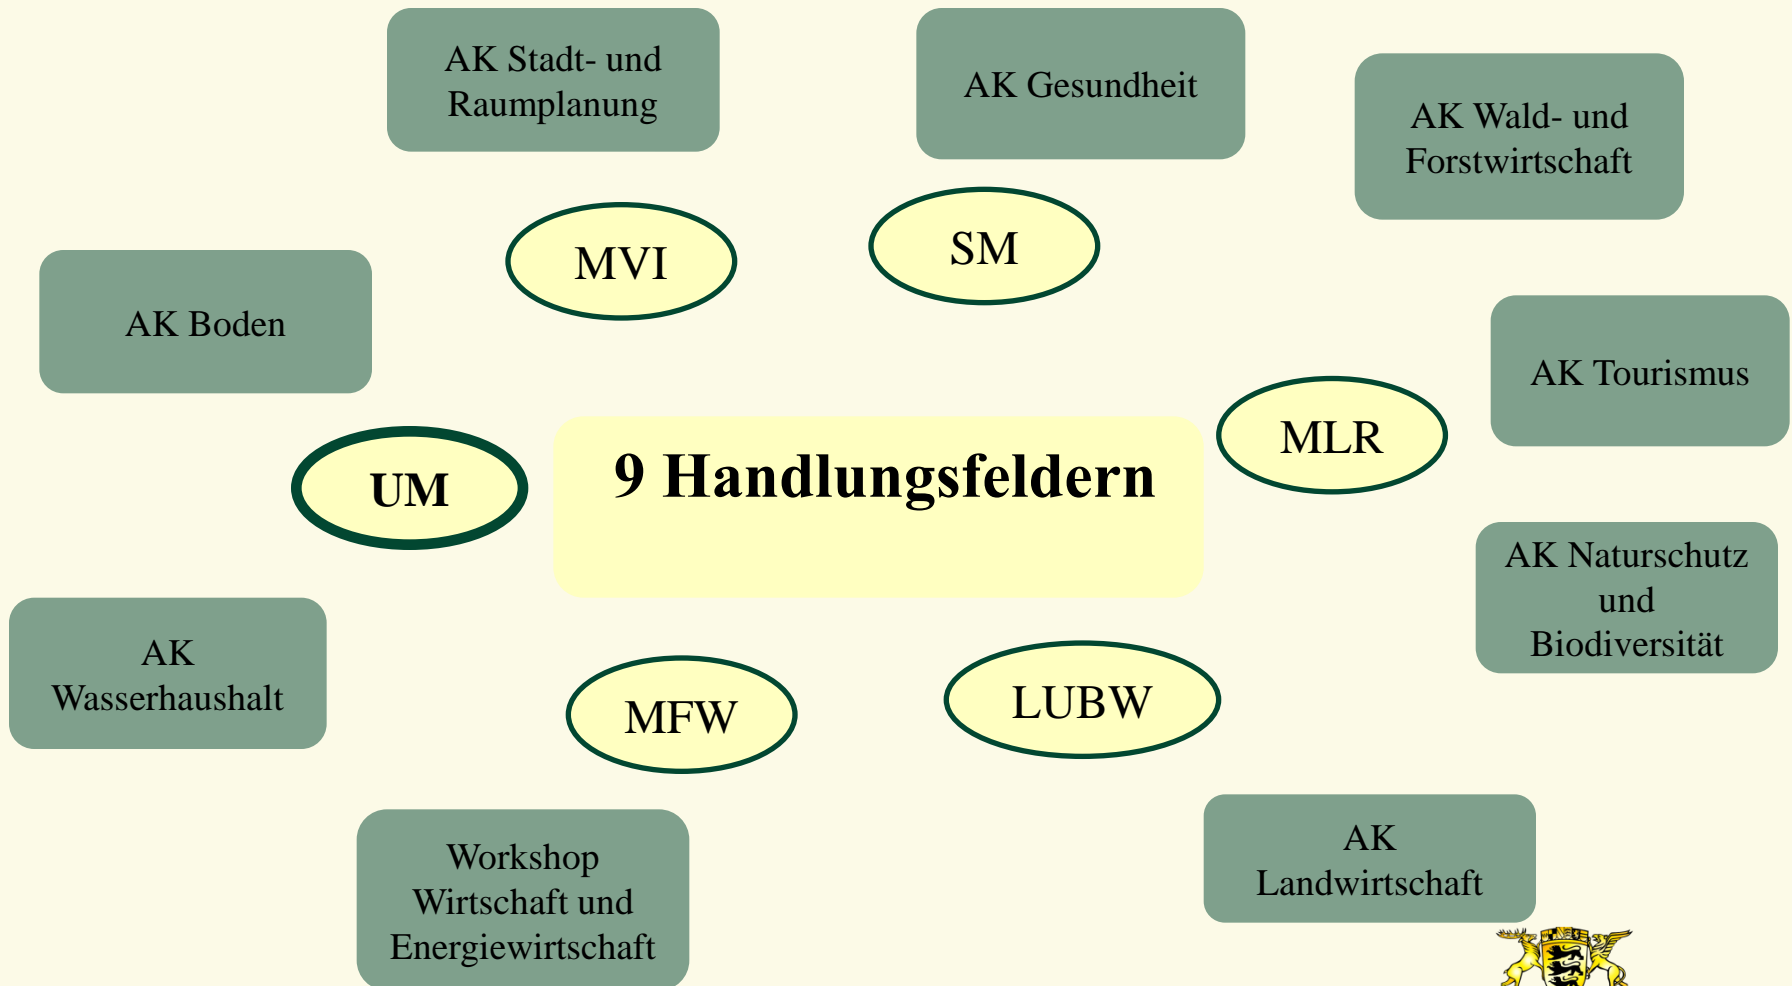 AK Stadt- und
Raumplanung
AK Gesundheit
AK Wald- und
Forstwirtschaft
MVI
SM
AK Boden
AK Tourismus
MLR
9 Handlungsfeldern
UM
AK Naturschutz
und
Biodiversität
AK
Wasserhaushalt
MFW
LUBW
Workshop
Wirtschaft und
Energiewirtschaft
AK
Landwirtschaft